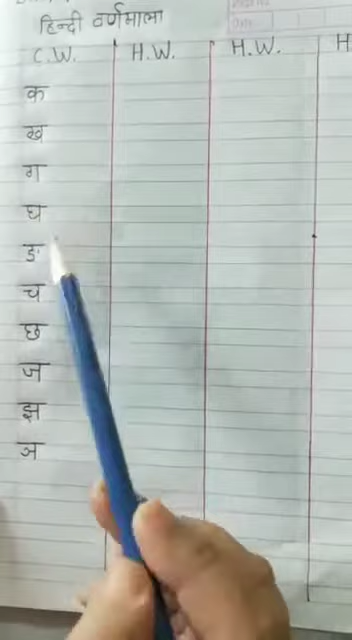 हिन्दी वर्णमाला
C.W. H.W. H.W. H
क
ख
ग
घ
ङ
च
छ
ज
झ
ञ